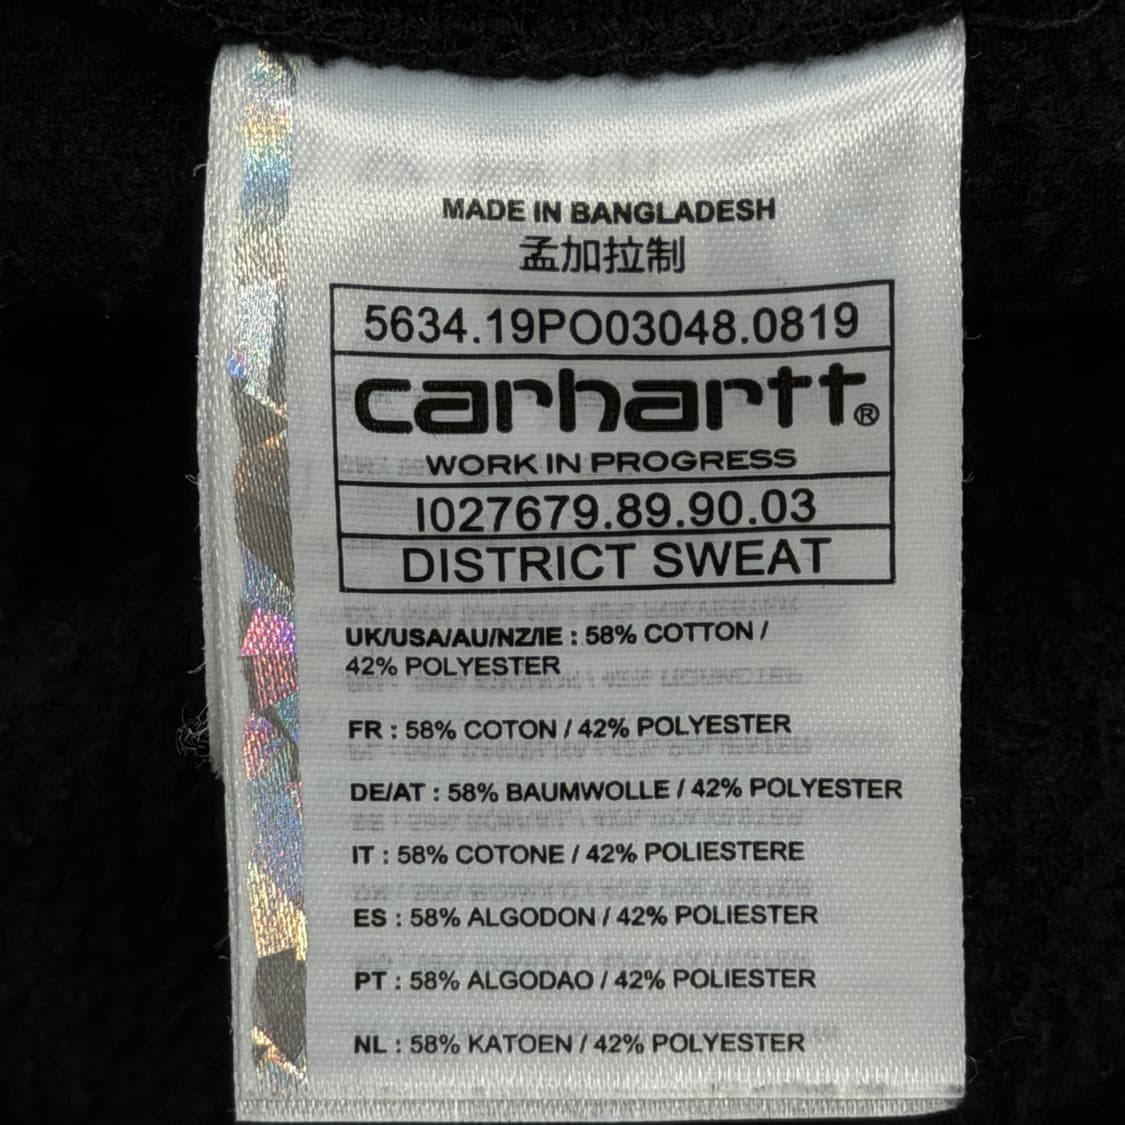 MADE IN BANGLADESH
孟加拉制
5634.19PO03048.0819
carhartt®
WORK IN PROGRESS
I027679.89.90.03
DISTRICT SWEAT
UK/USA/AU/NZ/IE : 58% COTTON /
42% POLYESTER
FR : 58% COTON / 42% POLYESTER
DE/AT : 58% BAUMWOLLE / 42% POLYESTER
IT : 58% COTONE / 42% POLIESTERE
ES : 58% ALGODON / 42% POLIESTER
PT : 58% ALGODAO / 42% POLIESTER
NL : 58% KATOEN / 42% POLYESTER